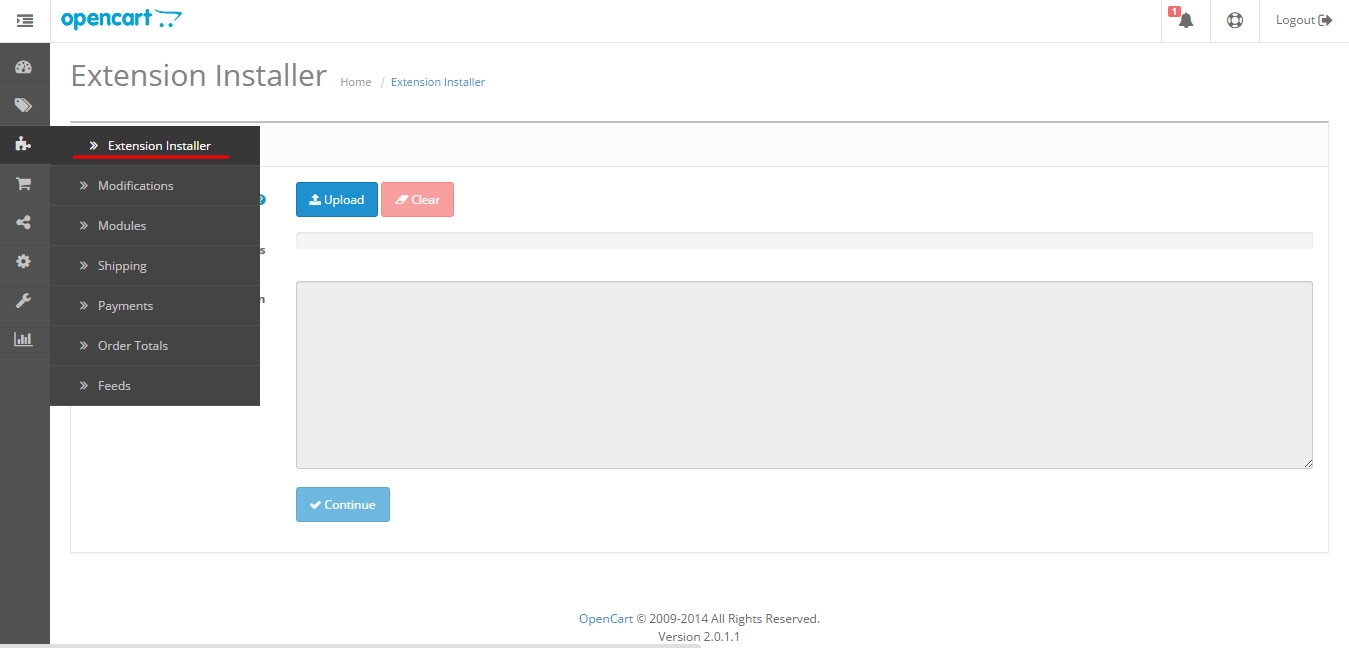 opencart
1
Logout
Extension Installer
Home / Extension Installer
Extension Installer
Modifications
Modules
Shipping
Payments
Order Totals
Feeds
?
Upload
Clear
s
n
Continue
OpenCart © 2009-2014 All Rights Reserved.
Version 2.0.1.1